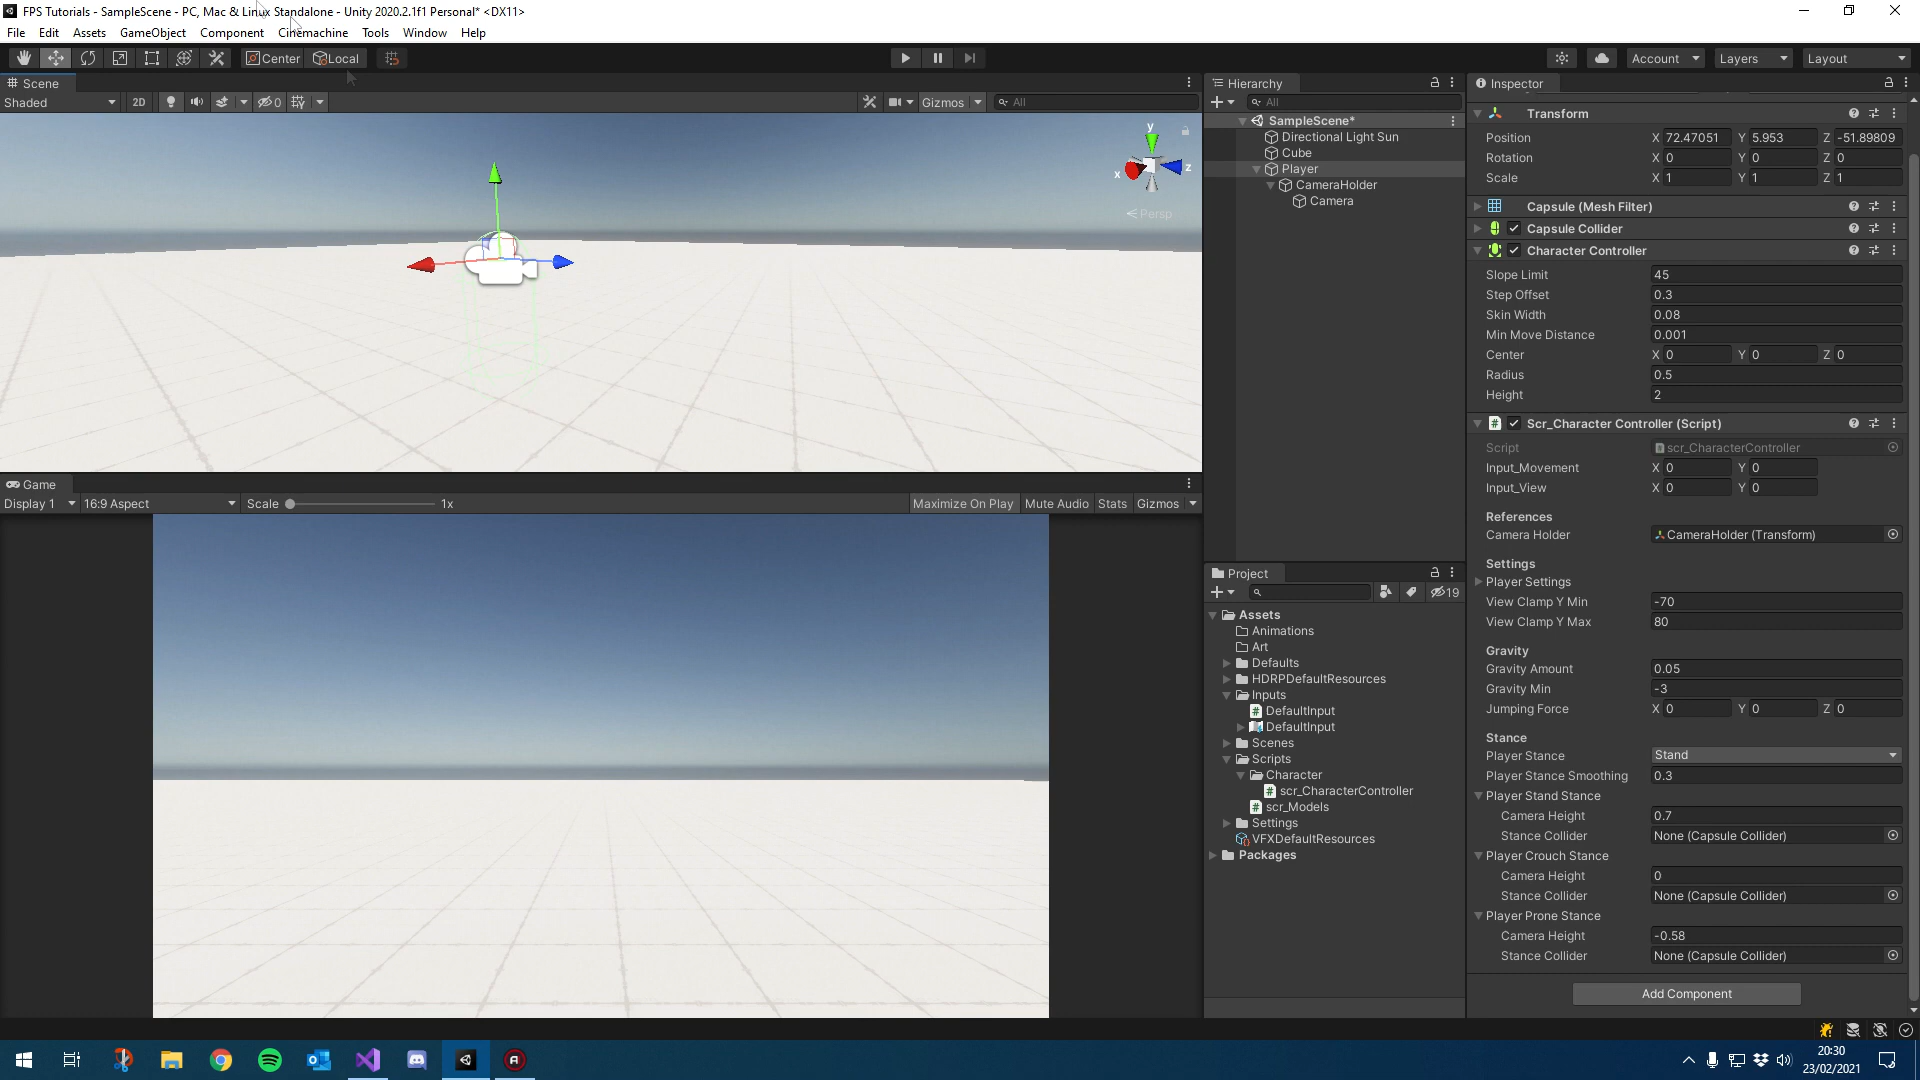 FPS Tutorials - SampleScene - PC, Mac & Linux Standalone - Unity 2020.2.1f1 Personal* <DX11>
File Edit Assets GameObject Component Cinemachine Tools Window Help
Center Local Account Layers Layout
Scene
Shaded 2D 0 Gizmos All
y
x z
Persp
Game
Display 1 16:9 Aspect Scale 1x Maximize On Play Mute Audio Stats Gizmos
Hierarchy
All
SampleScene*
Directional Light Sun
Cube
Player
CameraHolder
Camera
Project
19
Assets
Animations
Art
Defaults
HDRPDefaultResources
Inputs
DefaultInput
DefaultInput
Scenes
Scripts
Character
scr_CharacterController
scr_Models
Settings
VFXDefaultResources
Packages
Inspector
Transform
Position X 72.47051 Y 5.953 Z -51.89809
Rotation X 0 Y 0 Z 0
Scale X 1 Y 1 Z 1
Capsule (Mesh Filter)
Capsule Collider
Character Controller
Slope Limit 45
Step Offset 0.3
Skin Width 0.08
Min Move Distance 0.001
Center X 0 Y 0 Z 0
Radius 0.5
Height 2
Scr_Character Controller (Script)
Script scr_CharacterController
Input_Movement X 0 Y 0
Input_View X 0 Y 0
References
Camera Holder CameraHolder (Transform)
Settings
Player Settings
View Clamp Y Min -70
View Clamp Y Max 80
Gravity
Gravity Amount 0.05
Gravity Min -3
Jumping Force X 0 Y 0 Z 0
Stance
Player Stance Stand
Player Stance Smoothing 0.3
Player Stand Stance
Camera Height 0.7
Stance Collider None (Capsule Collider)
Player Crouch Stance
Camera Height 0
Stance Collider None (Capsule Collider)
Player Prone Stance
Camera Height -0.58
Stance Collider None (Capsule Collider)
Add Component
20:30
23/02/2021